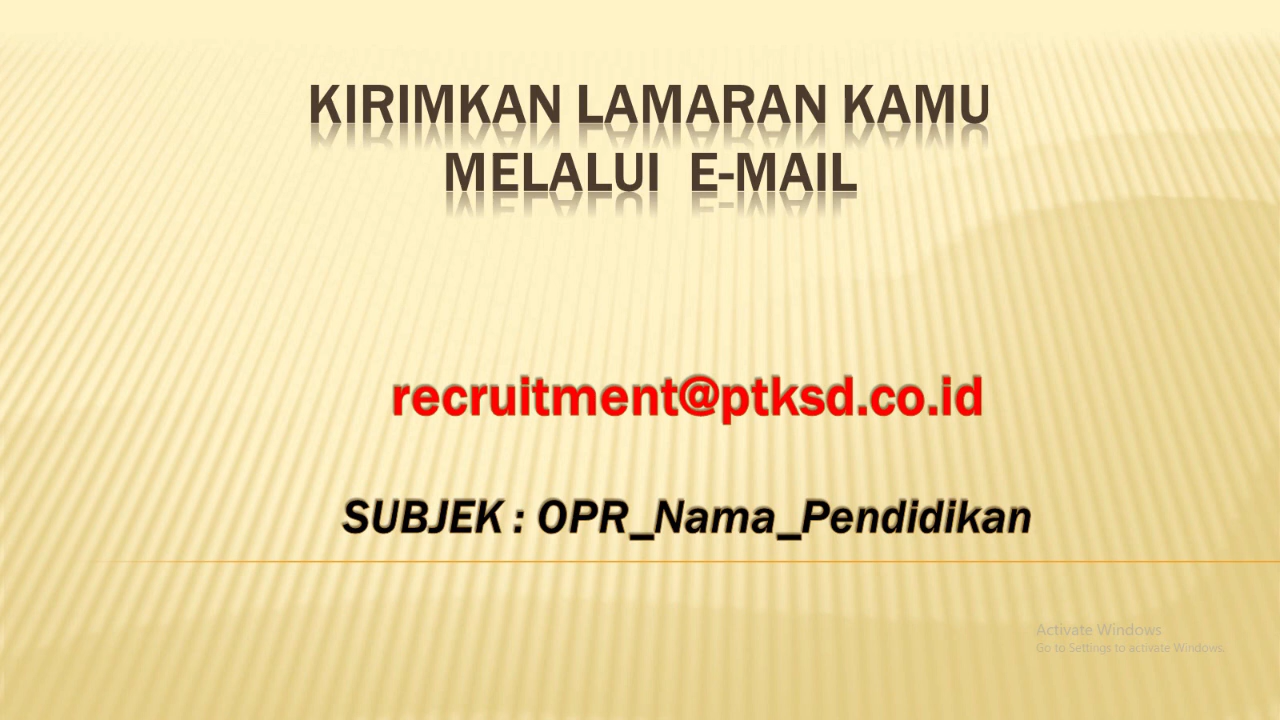 KIRIMKAN LAMARAN KAMU
MELALUI E-MAIL
recruitment@ptksd.co.id
SUBJEK : OPR_Nama_Pendidikan
Activate Windows
Go to Settings to activate Windows.